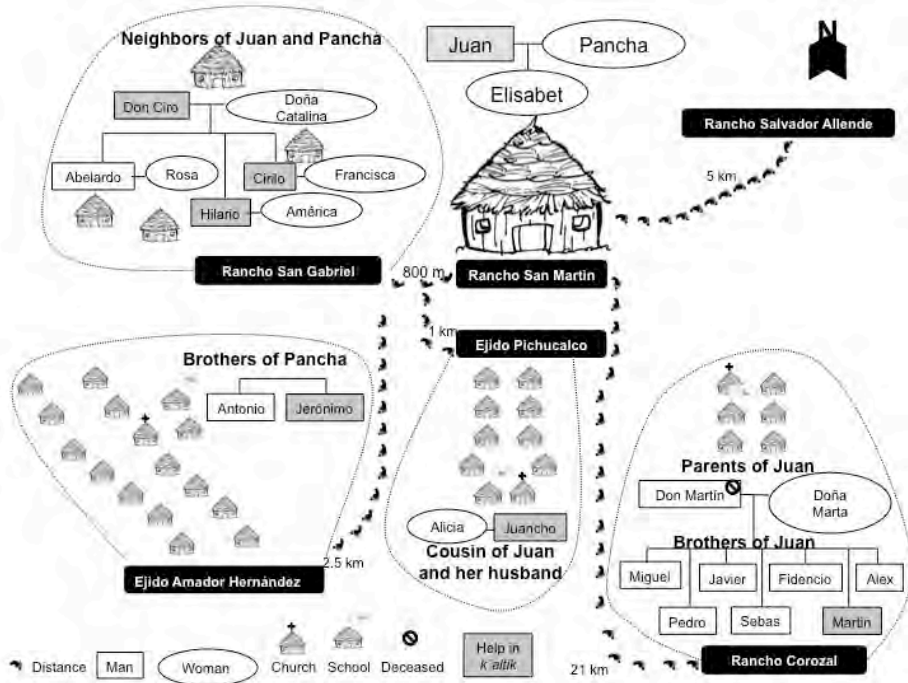 Neighbors of Juan and Pancha
Don Ciro
Doña
Catalina
Abelardo
Rosa
Cirilo
Francisca
Hilario
América
Rancho San Gabriel
Juan
Pancha
Elisabet
N
Rancho Salvador Allende
5 km
800 m
Rancho San Martín
1 km
Ejido Pichucalco
Brothers of Pancha
Antonio
Jerónimo
2.5 km
Ejido Amador Hernández
Alicia
Juancho
Cousin of Juan
and her husband
Parents of Juan
Don Martín
Doña
Marta
Brothers of Juan
Miguel
Javier
Fidencio
Alex
Pedro
Sebas
Martín
21 km
Rancho Corozal
Distance
Man
Woman
Church
School
Deceased
Help in
k'altik